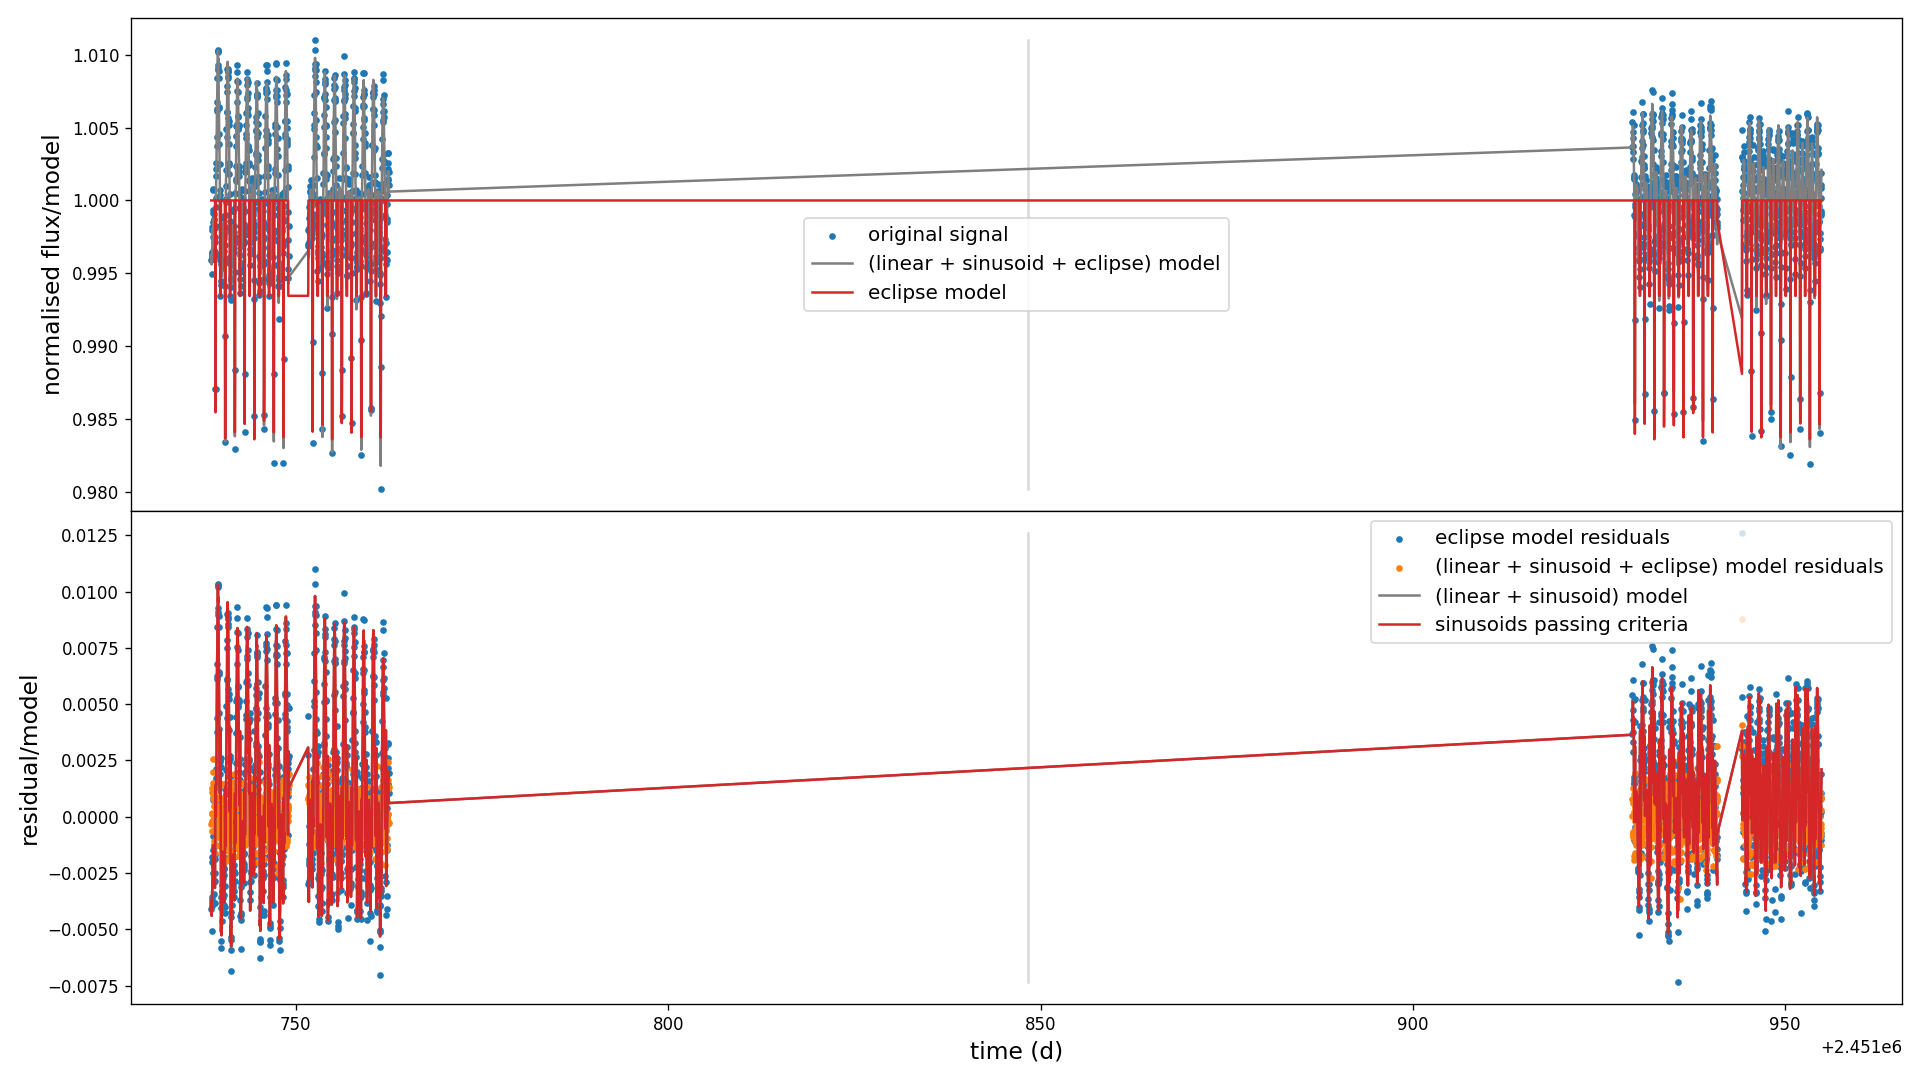 1.010
1.005
1.000
0.995
0.990
0.985
0.980
normalised flux/model
original signal
(linear + sinusoid + eclipse) model
eclipse model
0.0125
0.0100
0.0075
0.0050
0.0025
0.0000
−0.0025
−0.0050
−0.0075
residual/model
eclipse model residuals
(linear + sinusoid + eclipse) model residuals
(linear + sinusoid) model
sinusoids passing criteria
750
800
850
900
950
time (d)
+2.451e6